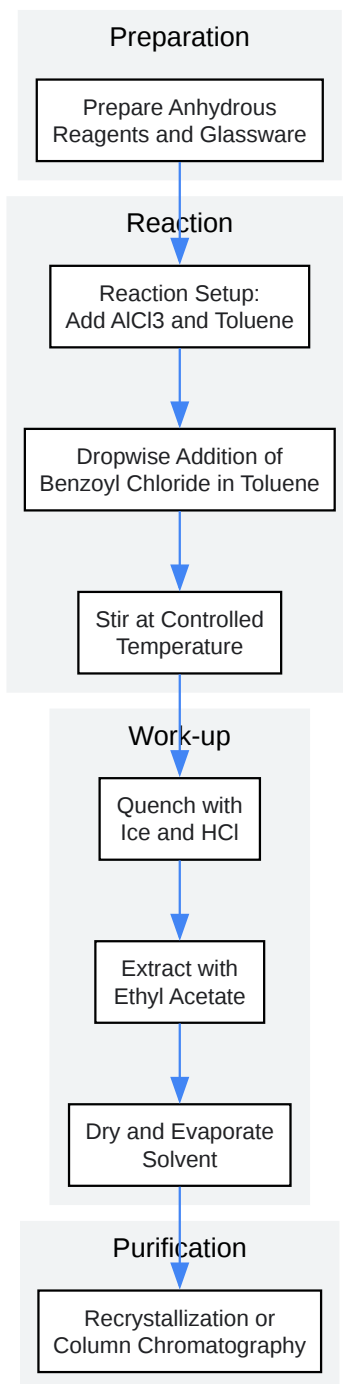 Preparation
Prepare Anhydrous
Reagents and Glassware
Reaction
Reaction Setup:
Add AlCl3 and Toluene
Dropwise Addition of
Benzoyl Chloride in Toluene
Stir at Controlled
Temperature
Work-up
Quench with
Ice and HCl
Extract with
Ethyl Acetate
Dry and Evaporate
Solvent
Purification
Recrystallization or
Column Chromatography